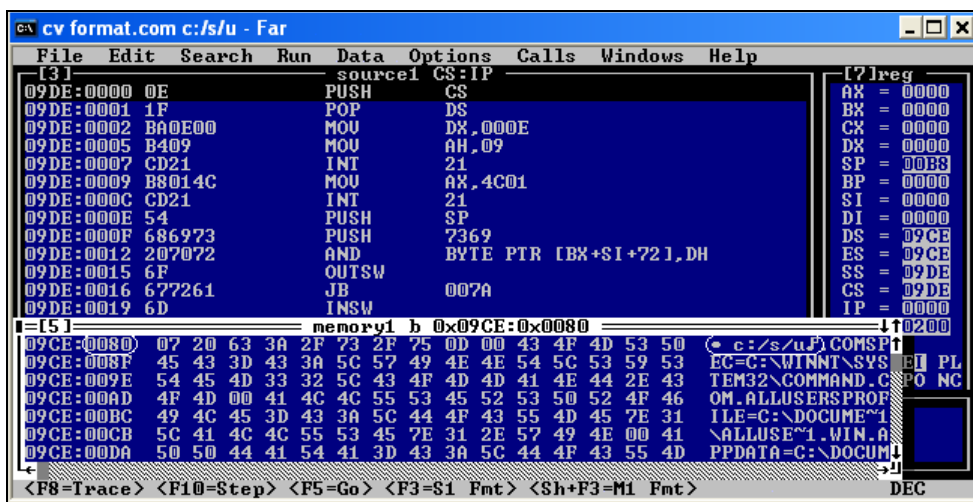 cv format.com c:/s/u - Far
File Edit Search Run Data Options Calls Windows Help
[3] source1 CS:IP [7]reg
09DE:0000 0E PUSH CS AX = 0000
09DE:0001 1F POP DS BX = 0000
09DE:0002 BA0E00 MOV DX,000E CX = 0000
09DE:0005 B409 MOV AH,09 DX = 0000
09DE:0007 CD21 INT 21 SP = 00B8
09DE:0009 B8014C MOV AX,4C01 BP = 0000
09DE:000C CD21 INT 21 SI = 0000
09DE:000E 54 PUSH SP DI = 0000
09DE:000F 686973 PUSH 7369 DS = 09CE
09DE:0012 207072 AND BYTE PTR [BX+SI+72],DH ES = 09CE
09DE:0015 6F OUTSW SS = 09DE
09DE:0016 677261 JB 007A CS = 09DE
09DE:0019 6D INSW IP = 0000
[5] memory1 b 0x09CE:0x0080 0200
09CE:0080 07 20 63 3A 2F 73 2F 75 0D 00 43 4F 4D 53 50 • c:/s/u♪ COMSP
09CE:008F 45 43 3D 43 3A 5C 57 49 4E 4E 54 5C 53 59 53 EC=C:\WINNT\SYS EI PL
09CE:009E 54 45 4D 33 32 5C 43 4F 4D 4D 41 4E 44 2E 43 TEM32\COMMAND.C PO NC
09CE:00AD 4F 4D 00 41 4C 4C 55 53 45 52 53 50 52 4F 46 OM.ALLUSERSPROF
09CE:00BC 49 4C 45 3D 43 3A 5C 44 4F 43 55 4D 45 7E 31 ILE=C:\DOCUME~1
09CE:00CB 5C 41 4C 4C 55 53 45 7E 31 2E 57 49 4E 00 41 \ALLUSE~1.WIN.A
09CE:00DA 50 50 44 41 54 41 3D 43 3A 5C 44 4F 43 55 4D PPDATA=C:\DOCUM
<F8=Trace> <F10=Step> <F5=Go> <F3=S1 Fmt> <Sh+F3=M1 Fmt> DEC